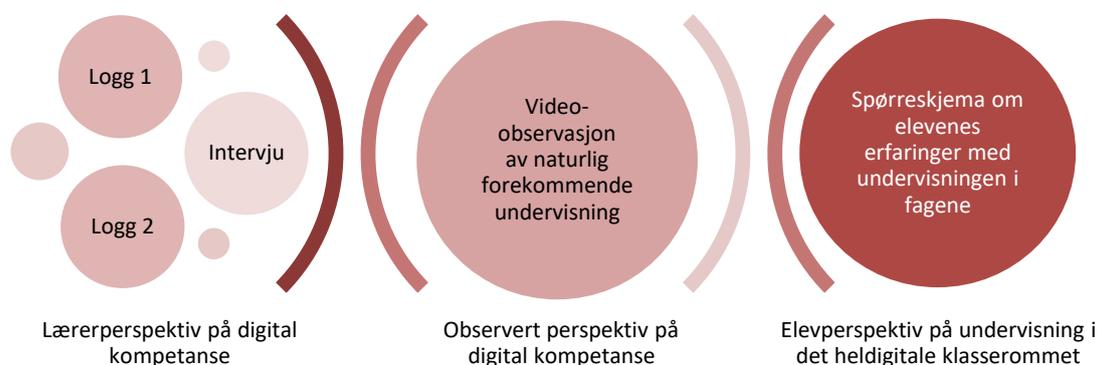 Logg 1
Intervju
Logg 2
Lærerperspektiv på digital
kompetanse
Video-
observasjon
av naturlig
forekommende
undervisning
Observert perspektiv på
digital kompetanse
Spørreskjema om
elevenes
erfaringer med
undervisningen i
fagene
Elevperspektiv på undervisning i
det heldigitale klasserommet